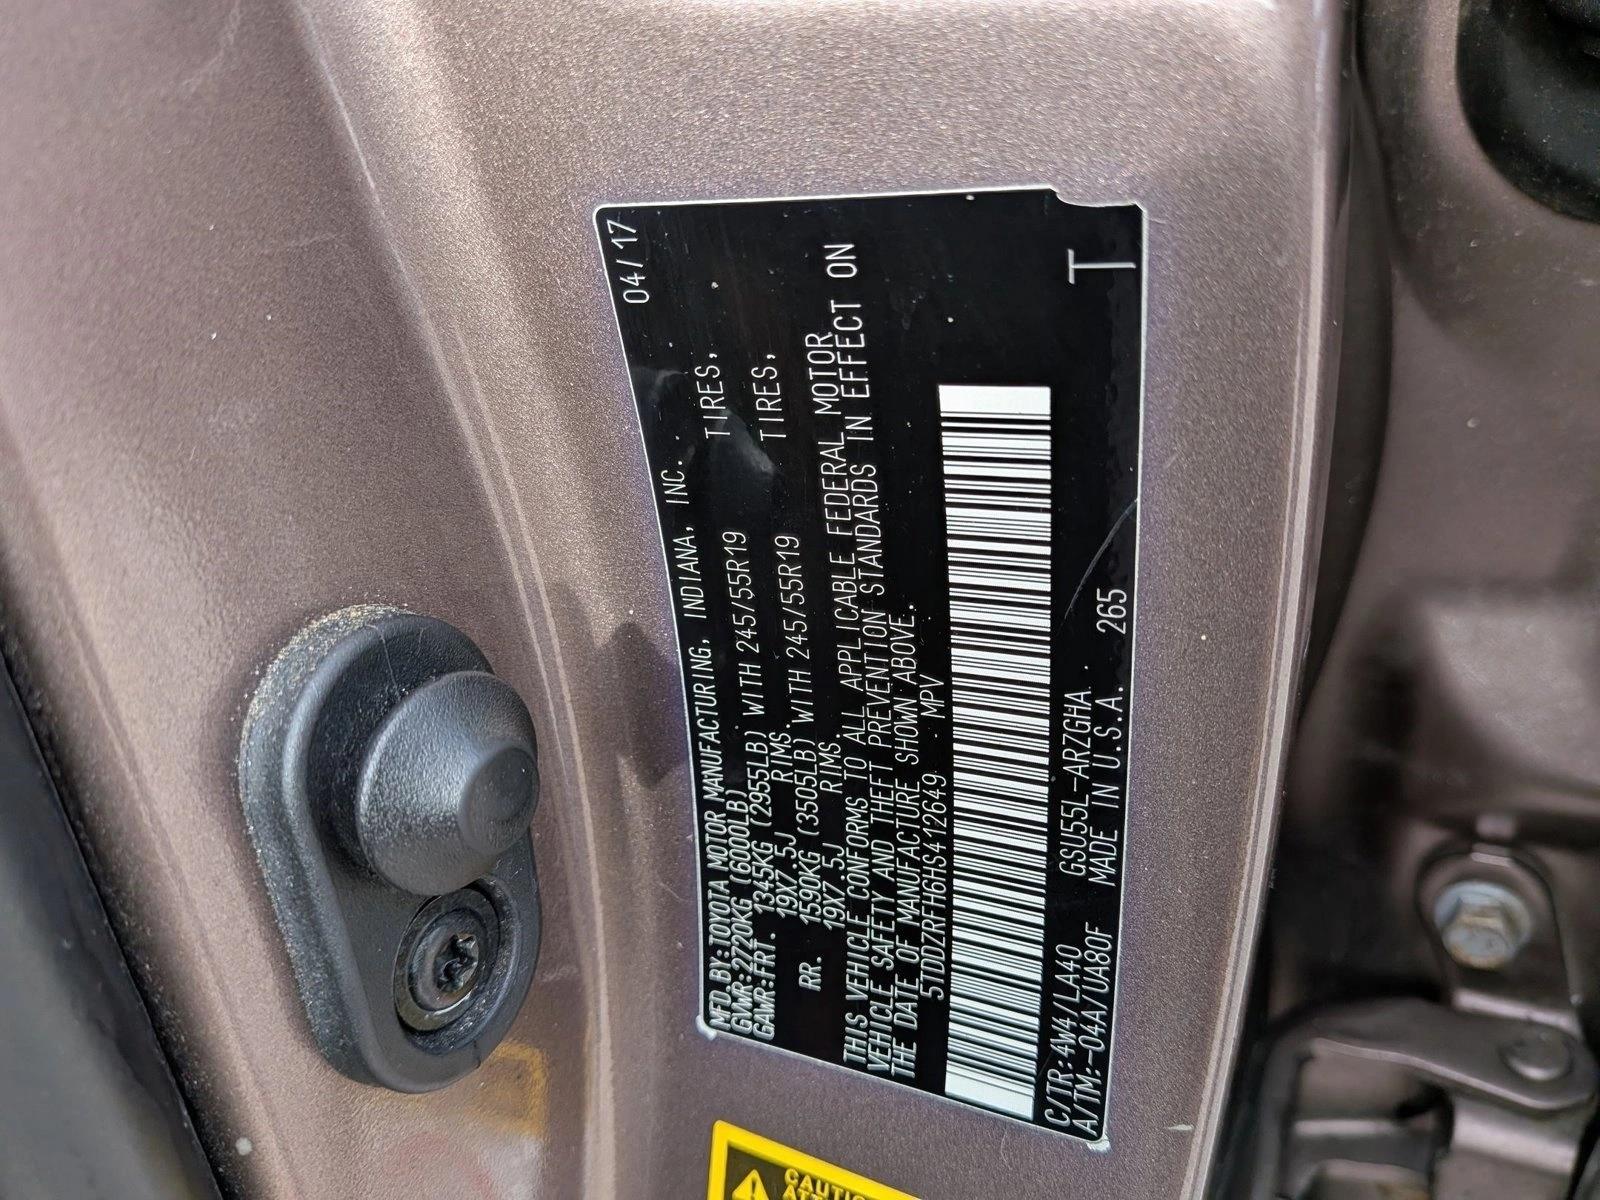 04/17
MFD.BY:TOYOTA MOTOR MANUFACTURING, INDIANA, INC.
GVWR:2720KG (6000LB)
GAWR:FRT. 1345KG (2955LB) WITH 245/55R19 TIRES,
19X7.5J RIMS.
RR. 1590KG (3505LB) WITH 245/55R19 TIRES,
19X7.5J RIMS.
THIS VEHICLE CONFORMS TO ALL APPLICABLE FEDERAL MOTOR
VEHICLE SAFETY AND THEFT PREVENTION STANDARDS IN EFFECT ON
THE DATE OF MANUFACTURE SHOWN ABOVE.
5TDDZRFH6HS412649 MPV
C/TR:4W4/LA40 GSU55L-ARZGHA
A/TM:-04A/UA80F MADE IN U.S.A. 265
T
CAUTI